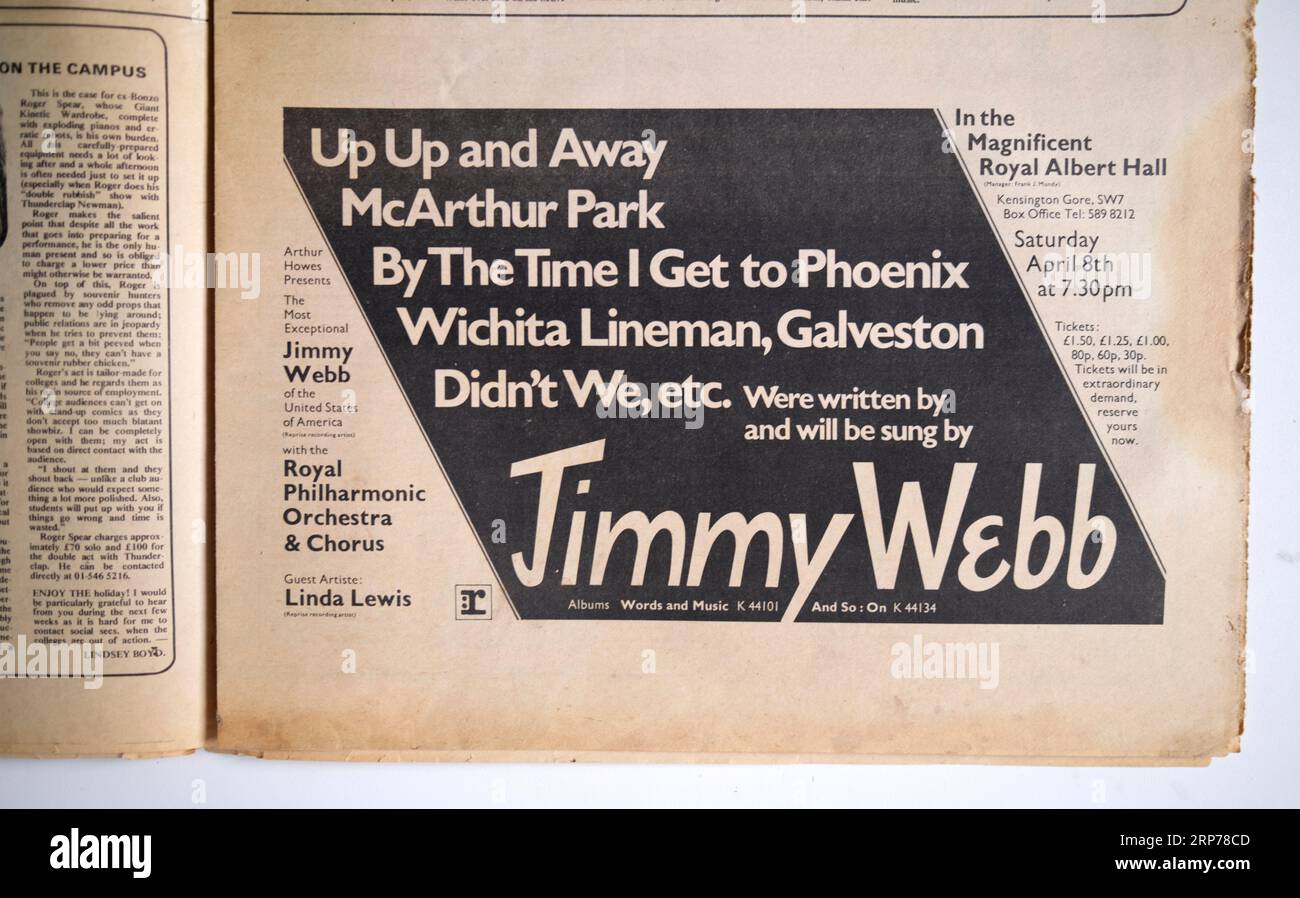 music.
ON THE CAMPUS
This is the case for ex-Bonzo
Roger Spear, whose Giant
Kinetic Wardrobe, complete
with exploding pianos and er-
ratic robots, is his own burden.
All this carefully-prepared
equipment needs a lot of look-
ing after and a whole afternoon
is often needed just to set it up
(especially when Roger does his
"double rubbish" show with
Thunderclap Newman).
Roger makes the salient
point that despite all the work
that goes into preparing for a
performance, he is the only hu-
man present and so is obliged
to charge a lower price than
might otherwise be warranted.
On top of this, Roger is
plagued by souvenir hunters
who remove any odd props that
happen to be lying around;
public relations are in jeopardy
when he tries to prevent them:
"People get a bit peeved when
you say no, they can't have a
souvenir rubber chicken."
Roger's act is tailor-made for
colleges and he regards them as
his main source of employment.
"College audiences can't get on
with stand-up comics as they
don't accept too much blatant
showbiz. I can be completely
open with them; my act is
based on direct contact with the
audience.
"I shout at them and they
shout back — unlike a club au-
dience who would expect some-
thing a lot more polished. Also,
students will put up with you if
things go wrong and time is
wasted."
Roger Spear charges approx-
imately £70 solo and £100 for
the double act with Thunder-
clap. He can be contacted
directly at 01-546 5216.
ENJOY THE holiday! I would
be particularly grateful to hear
from you during the next few
weeks as it is hard for me to
contact social secs. when the
colleges are out of action. —
LINDSEY BOYD.
Arthur
Howes
Presents
The
Most
Exceptional
Jimmy
Webb
of the
United States
of America
(Reprise recording artist)
with the
Royal
Philharmonic
Orchestra
& Chorus
Guest Artiste:
Linda Lewis
(Reprise recording artist)
:r
Up Up and Away
McArthur Park
By The Time I Get to Phoenix
Wichita Lineman, Galveston
Didn't We, etc. Were written by
and will be sung by
Jimmy Webb
Albums Words and Music K 44101 And So : On K 44134
In the
Magnificent
Royal Albert Hall
(Manager: Frank J. Mundy)
Kensington Gore, SW7
Box Office Tel: 589 8212
Saturday
April 8th
at 7.30pm
Tickets:
£1.50, £1.25, £1.00,
80p, 60p, 30p.
Tickets will be in
extraordinary
demand,
reserve
yours
now.
alamy
Image ID: 2RP78CD
www.alamy.com